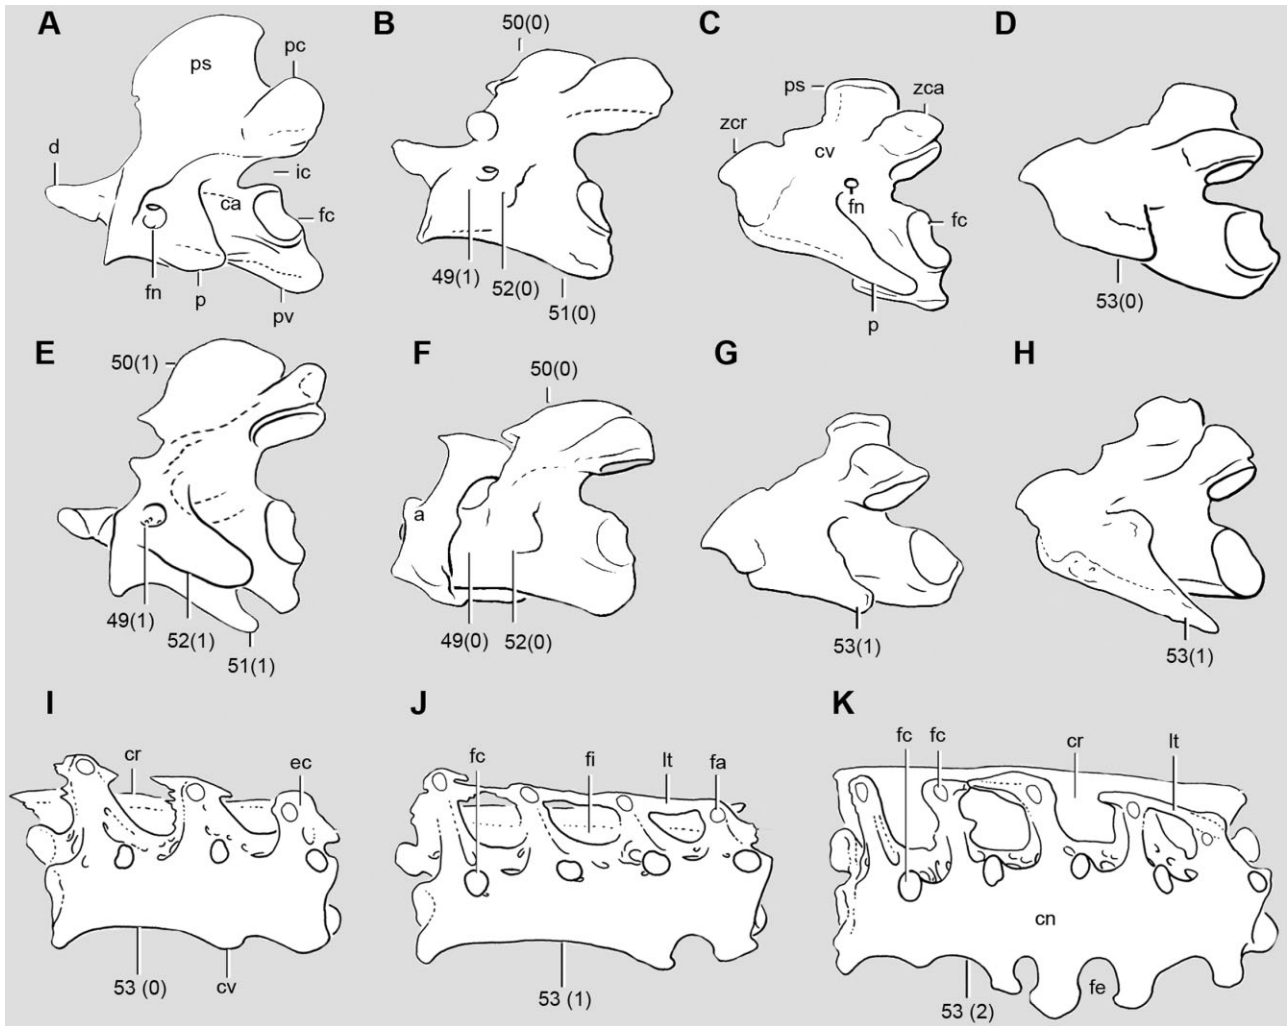 A
ps
pc
d
ic
ca
fc
fn
p
pv
B
50(0)
49(1)
52(0)
51(0)
C
ps
zca
zcr
cv
fn
fc
p
D
53(0)
E
50(1)
49(1)
52(1)
51(1)
F
50(0)
a
49(0)
52(0)
G
53(1)
H
53(1)
I
cr
ec
53 (0)
cv
J
fc
fi
lt
fa
53 (1)
K
fc
fc
cr
lt
cn
fe
53 (2)